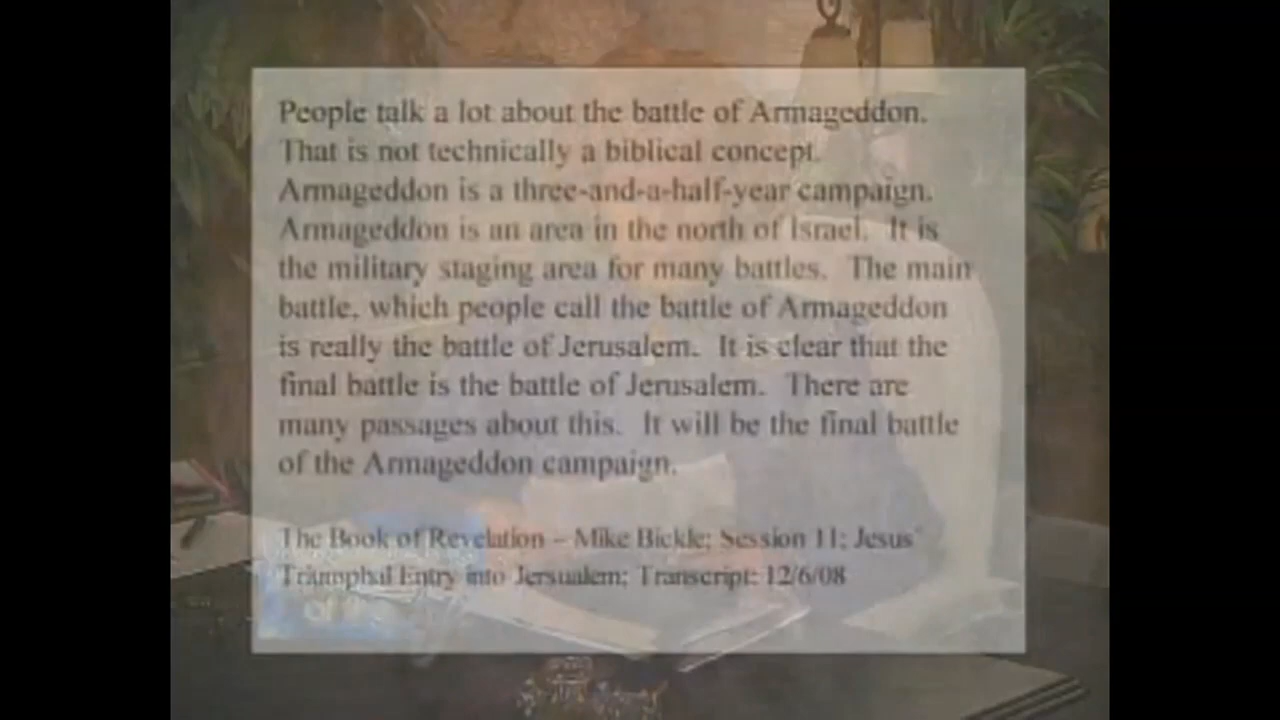 People talk a lot about the battle of Armageddon.
That is not technically a biblical concept.
Armageddon is a three-and-a-half-year campaign.
Armageddon is an area in the north of Israel. It is
the military staging area for many battles. The main
battle, which people call the battle of Armageddon
is really the battle of Jerusalem. It is clear that the
final battle is the battle of Jerusalem. There are
many passages about this. It will be the final battle
of the Armageddon campaign.
The Book of Revelation – Mike Bickle; Session 11; Jesus'
Triumphal Entry into Jersualem; Transcript: 12/6/08
of the